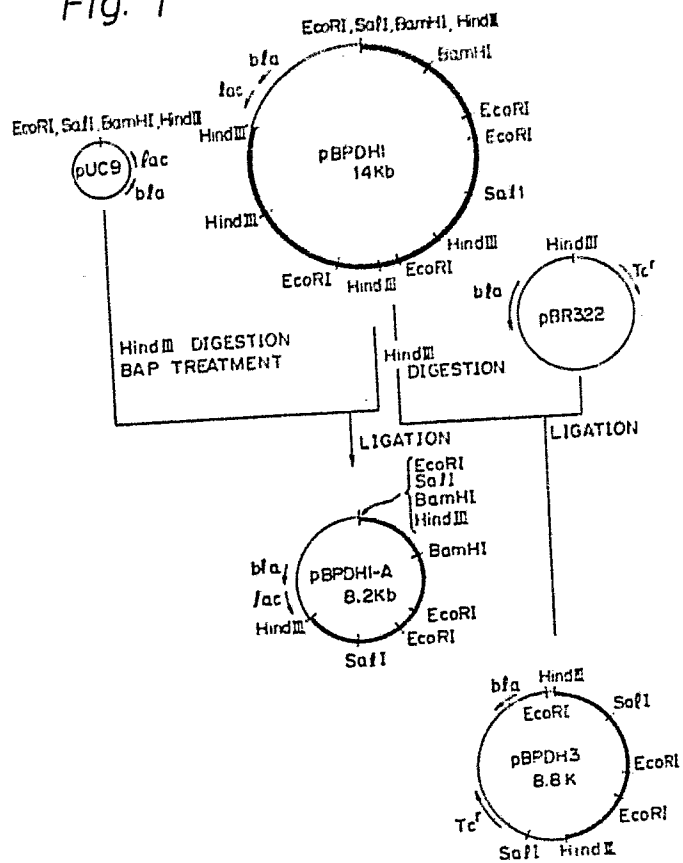 Fig. 1
EcoRI, SalI, BamHI, HindIII
BamHI
bla
lac
EcoRI
EcoRI
HindIII
pBPDH1
14Kb
SalI
HindIII
HindIII
EcoRI
EcoRI
HindIII
EcoRI, SalI, BamHI, HindIII
pUC9
lac
bla
HindIII
Tcʳ
bla
pBR322
HindIII DIGESTION
BAP TREATMENT
HindIII
DIGESTION
LIGATION
LIGATION
EcoRI
SalI
BamHI
HindIII
BamHI
bla
lac
pBPDH1-A
8.2Kb
HindIII
EcoRI
EcoRI
SalI
bla
HindIII
EcoRI
SalI
pBPDH3
8.8K
EcoRI
EcoRI
Tcʳ
SalI
HindIII